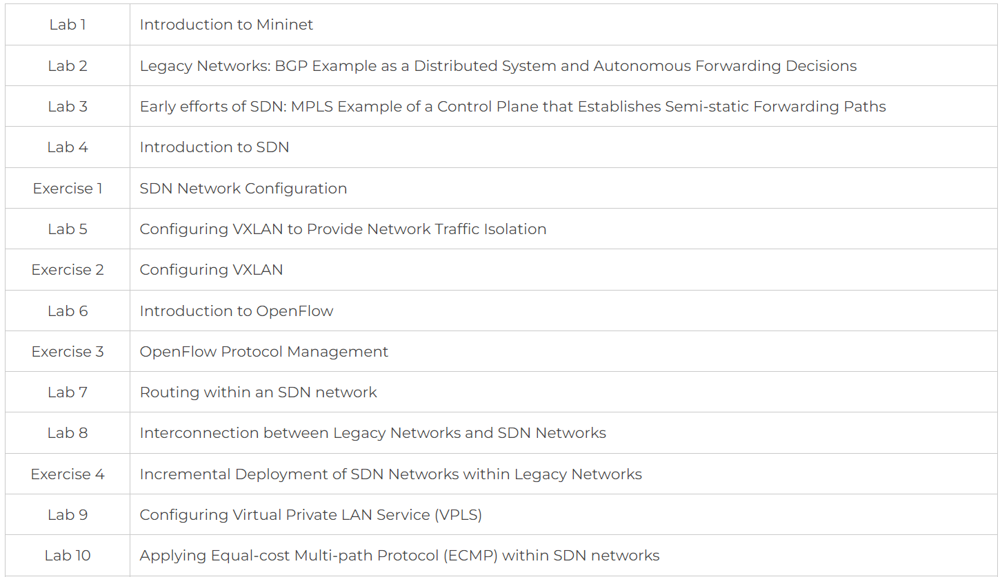 Lab 1 Introduction to Mininet
Lab 2 Legacy Networks: BGP Example as a Distributed System and Autonomous Forwarding Decisions
Lab 3 Early efforts of SDN: MPLS Example of a Control Plane that Establishes Semi-static Forwarding Paths
Lab 4 Introduction to SDN
Exercise 1 SDN Network Configuration
Lab 5 Configuring VXLAN to Provide Network Traffic Isolation
Exercise 2 Configuring VXLAN
Lab 6 Introduction to OpenFlow
Exercise 3 OpenFlow Protocol Management
Lab 7 Routing within an SDN network
Lab 8 Interconnection between Legacy Networks and SDN Networks
Exercise 4 Incremental Deployment of SDN Networks within Legacy Networks
Lab 9 Configuring Virtual Private LAN Service (VPLS)
Lab 10 Applying Equal-cost Multi-path Protocol (ECMP) within SDN networks